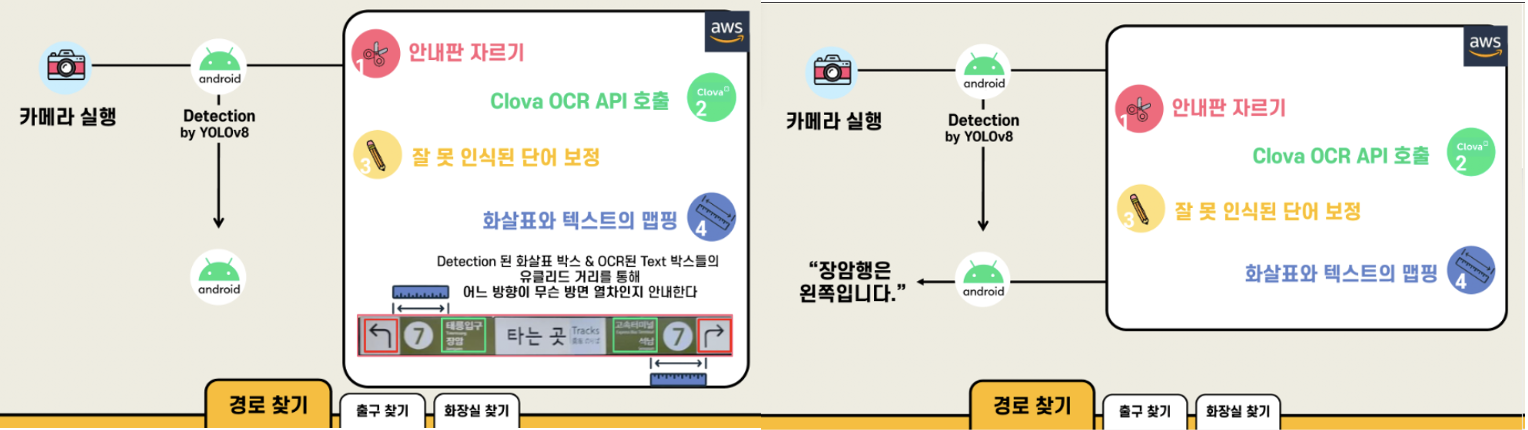 aws
1
안내판 자르기
android
Clova OCR API 호출
Clova
2
카메라 실행
Detection
by YOLOv8
3
잘 못 인식된 단어 보정
화살표와 텍스트의 맵핑
4
android
Detection 된 화살표 박스 & OCR된 Text 박스들의
유클리드 거리를 통해
어느 방향이 무슨 방면 열차인지 안내한다
7
태릉입구
장암
타는 곳
Tracks
고속터미널
석남
7
경로 찾기
출구 찾기
화장실 찾기
aws
android
1
안내판 자르기
카메라 실행
Detection
by YOLOv8
Clova OCR API 호출
Clova
2
3
잘 못 인식된 단어 보정
“장암행은
왼쪽입니다.”
android
화살표와 텍스트의 맵핑
4
경로 찾기
출구 찾기
화장실 찾기